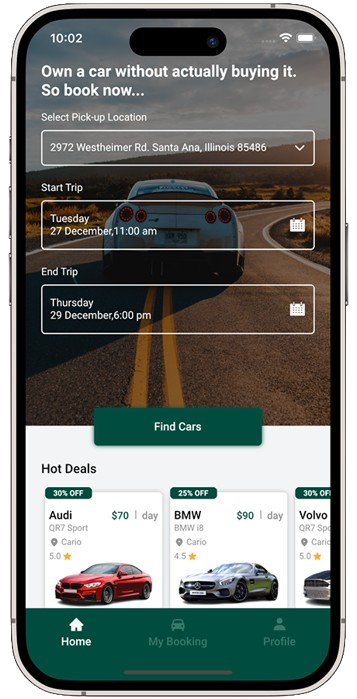 10:02
Own a car without actually buying it.
So book now...
Select Pick-up Location
2972 Westheimer Rd. Santa Ana, Illinois 85486
Start Trip
Tuesday
27 December,11:00 am
End Trip
Thursday
29 December,6:00 pm
Find Cars
Hot Deals
30% OFF 25% OFF 30% OFF
Audi $70 | day BMW $90 | day Volvo
QR7 Sport BMW i8 QR7 Spo
Cario Cario Cario
5.0 4.5 5.0
Home My Booking Profile